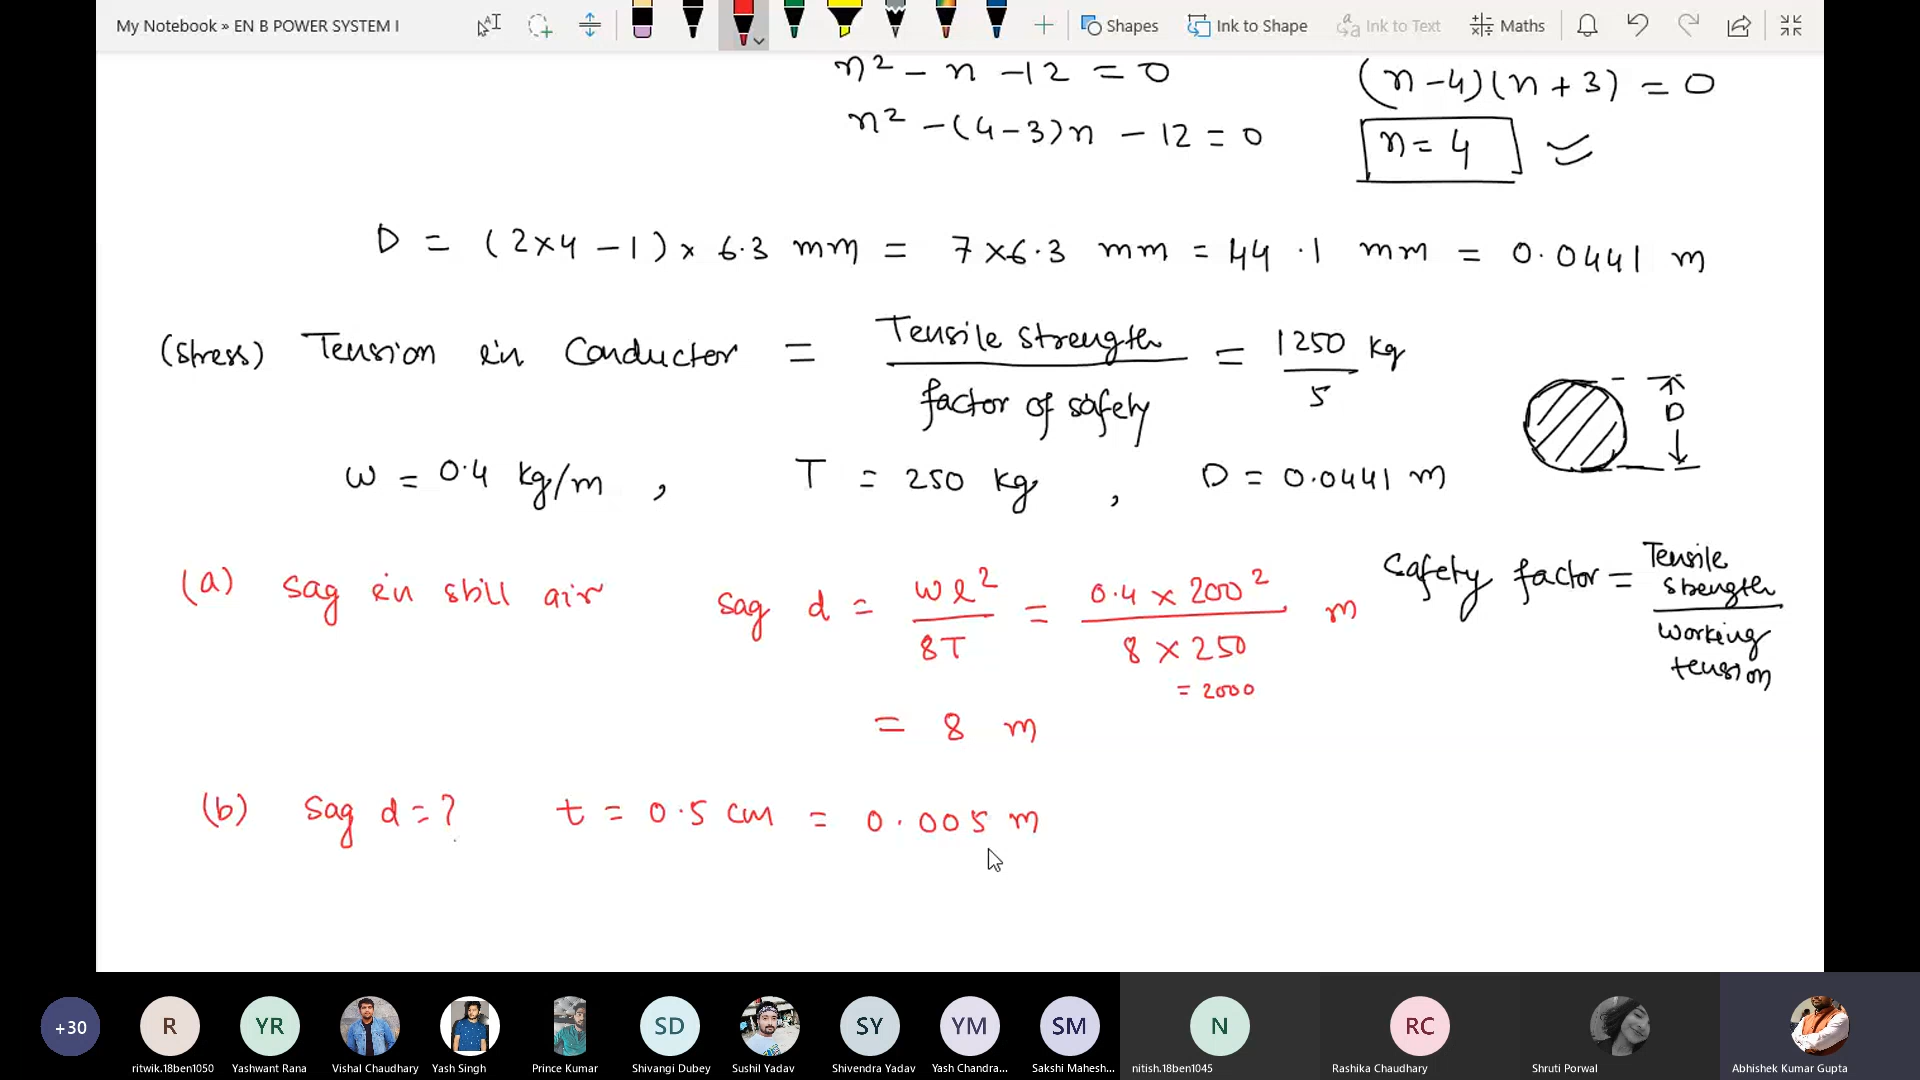 My Notebook » EN B POWER SYSTEM I
Shapes
Ink to Shape
Ink to Text
Maths
n² - n - 12 = 0
(n-4)(n+3) = 0
n² - (4-3)n - 12 = 0
n = 4
D = (2×4 - 1) × 6.3 mm = 7×6.3 mm = 44.1 mm = 0.0441 m
(stress) Tension in Conductor = Tensile strength / factor of safety = 1250 kg / 5
D
w = 0.4 kg/m , T = 250 kg , D = 0.0441 m
Safety factor = Tensile strength / working tension
(a) Sag in still air sag d = wl² / 8T = 0.4 × 200² / 8 × 250 m
= 2000
= 8 m
(b) Sag d = ? t = 0.5 cm = 0.005 m
+30
R
YR
SD
SY
YM
SM
N
RC
ritwik.18ben1050
Yashwant Rana
Vishal Chaudhary
Yash Singh
Prince Kumar
Shivangi Dubey
Sushil Yadav
Shivendra Yadav
Yash Chandra...
Sakshi Mahesh...
nitish.18ben1045
Rashika Chaudhary
Shruti Porwal
Abhishek Kumar Gupta